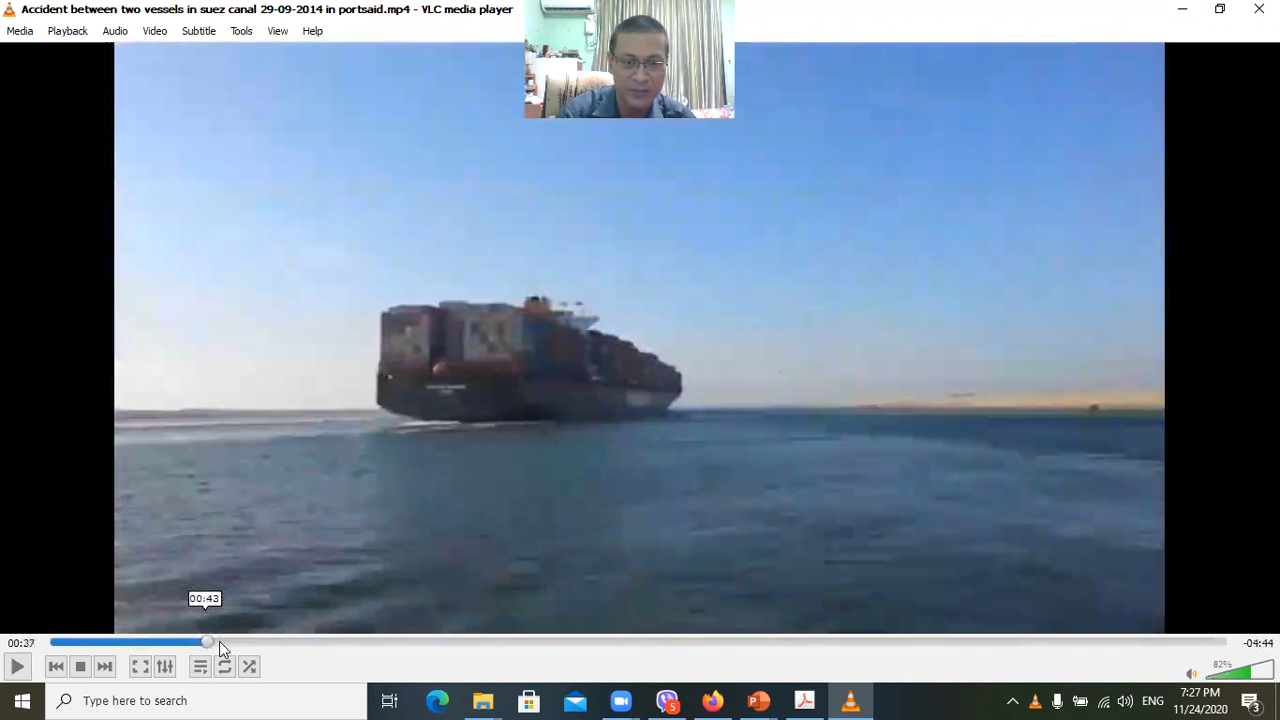 Accident between two vessels in suez canal 29-09-2014 in portsaid.mp4 - VLC media player
Media Playback Audio Video Subtitle Tools View Help
00:43
00:37
-04:44
82%
Type here to search
5
ENG
7:27 PM
11/24/2020
3